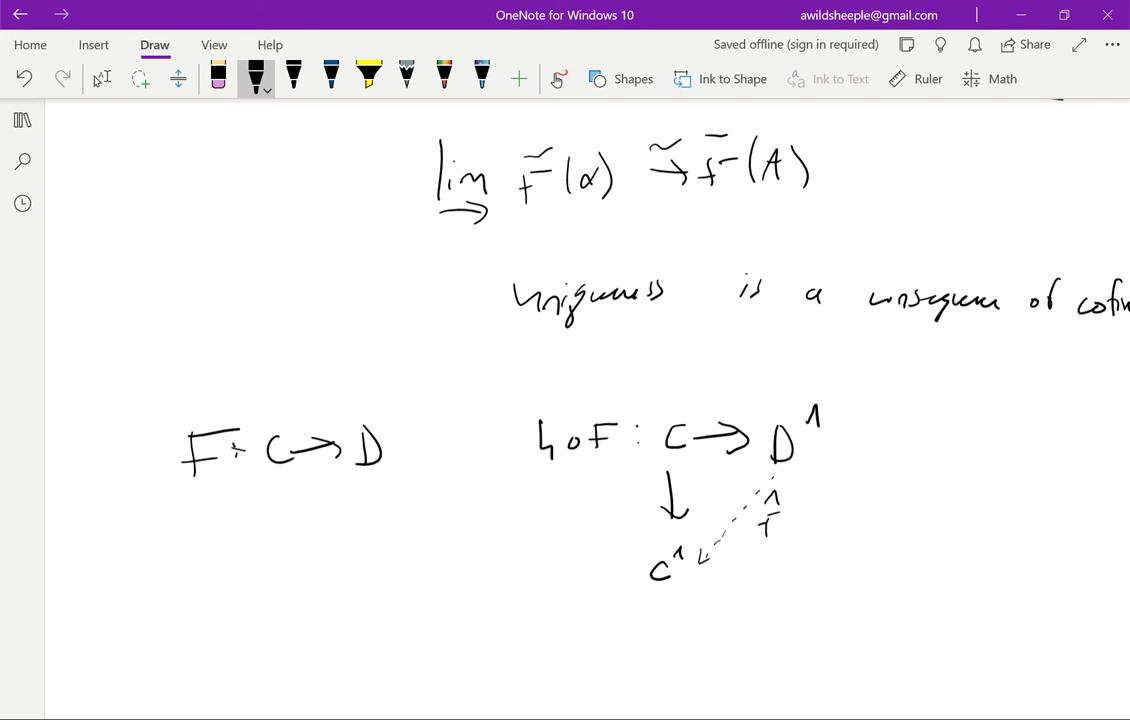 OneNote for Windows 10 awildsheeple@gmail.com
Home Insert Draw View Help Saved offline (sign in required) Share
Shapes Ink to Shape Ink to Text Ruler Math
lim F̃(α) ⥲ F̃(A)
uniqueness is a consequence of cofin
F: C → D h∘F: C → D^
F^
C^